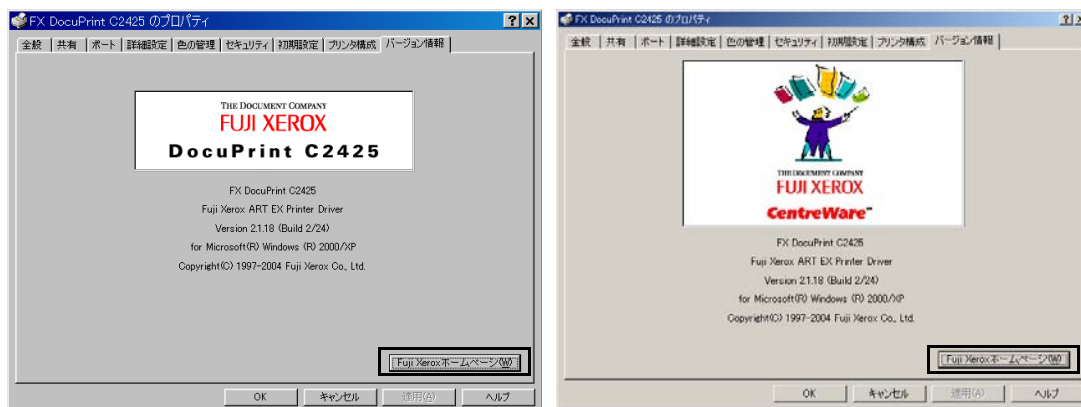 FX DocuPrint C2425 のプロパティ
全般 共有 ポート 詳細設定 色の管理 セキュリティ 初期設定 プリンタ構成 バージョン情報
THE DOCUMENT COMPANY
FUJI XEROX
DocuPrint C2425
FX DocuPrint C2425
Fuji Xerox ART EX Printer Driver
Version 2.1.18 (Build 2/24)
for Microsoft(R) Windows (R) 2000/XP
Copyright(C) 1997-2004 Fuji Xerox Co., Ltd.
Fuji Xeroxホームページ(W)
OK キャンセル 適用(A) ヘルプ
FX DocuPrint C2425 のプロパティ
全般 共有 ポート 詳細設定 色の管理 セキュリティ 初期設定 プリンタ構成 バージョン情報
THE DOCUMENT COMPANY
FUJI XEROX
CentreWare™
FX DocuPrint C2425
Fuji Xerox ART EX Printer Driver
Version 2.1.18 (Build 2/24)
for Microsoft(R) Windows (R) 2000/XP
Copyright(C) 1997-2004 Fuji Xerox Co., Ltd.
Fuji Xeroxホームページ(W)
OK キャンセル 適用(A) ヘルプ